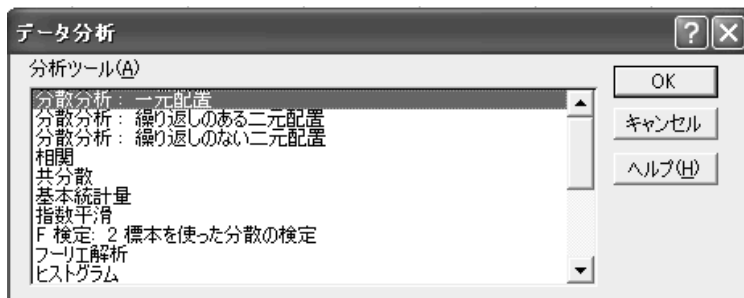 データ分析
分析ツール(A)
分散分析: 一元配置
分散分析: 繰り返しのある二元配置
分散分析: 繰り返しのない二元配置
相関
共分散
基本統計量
指数平滑
F 検定: 2 標本を使った分散の検定
フーリエ解析
ヒストグラム
OK
キャンセル
ヘルプ(H)